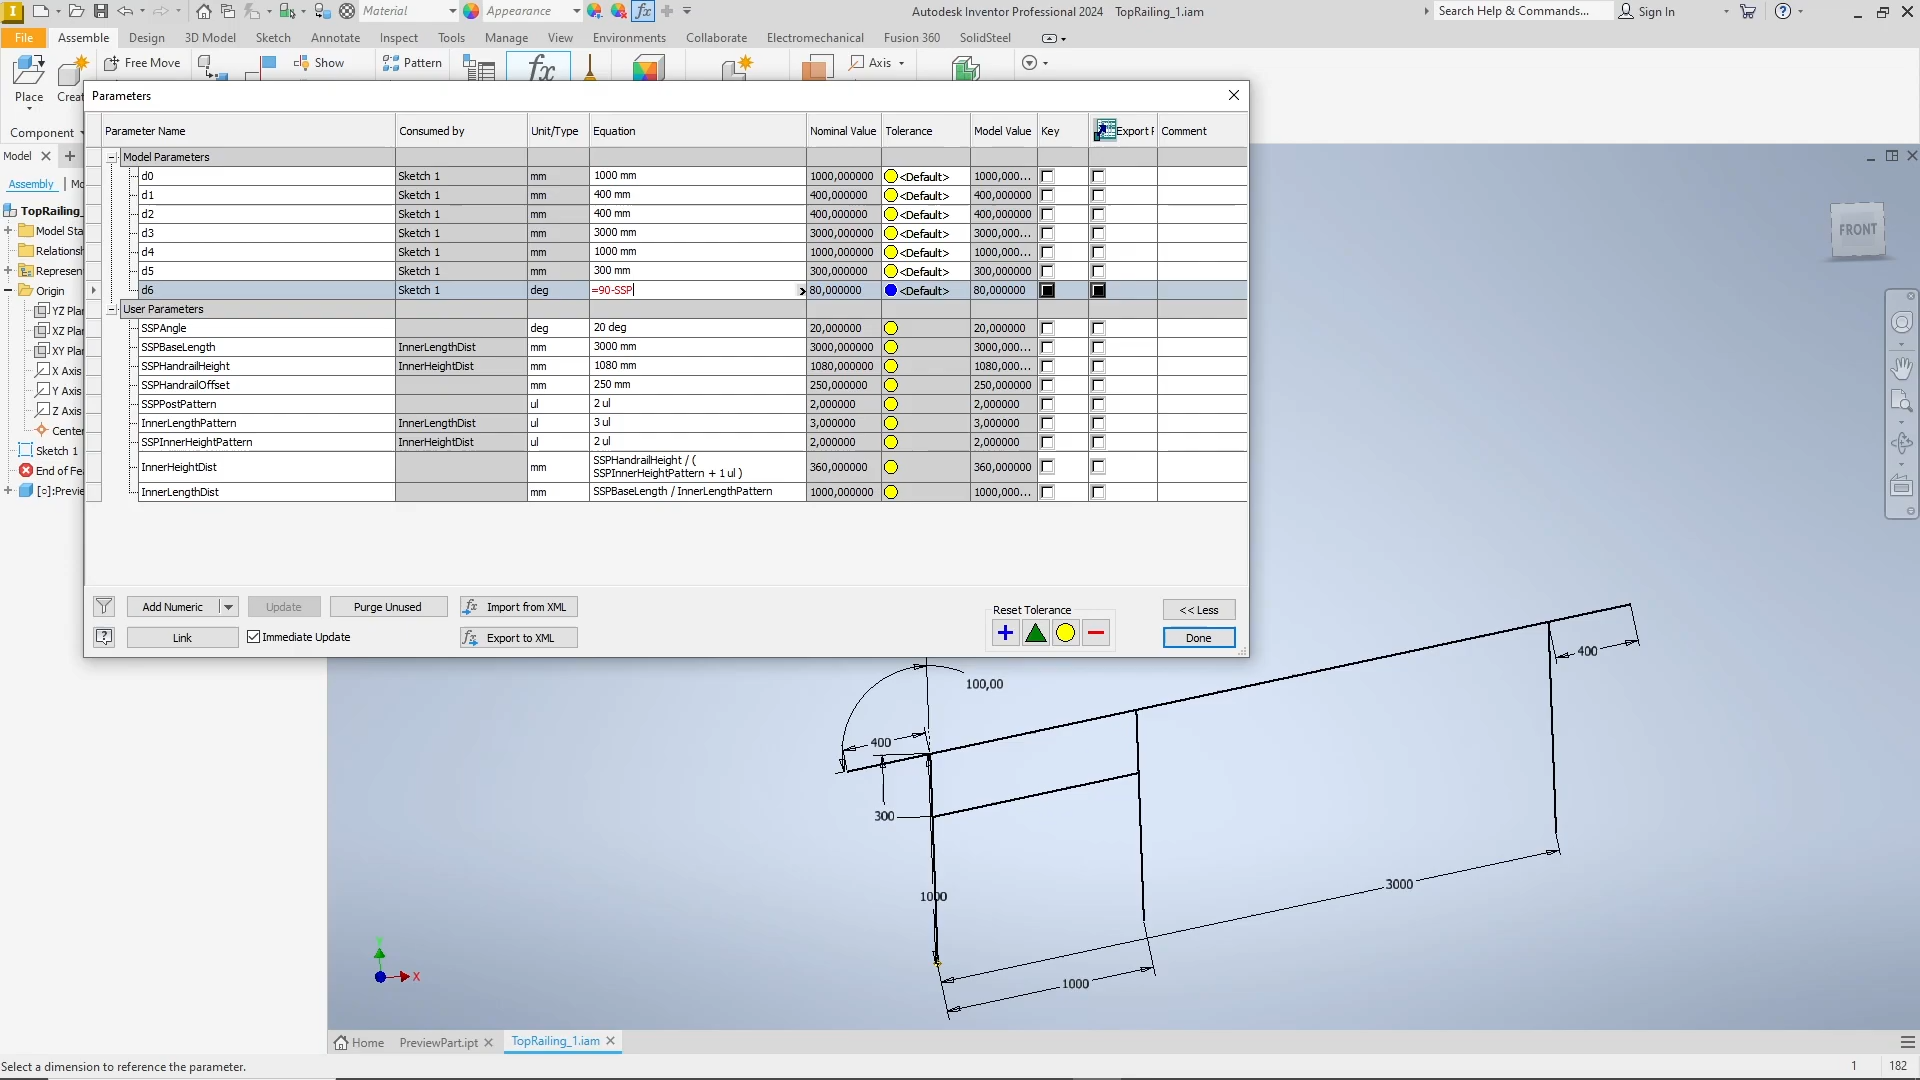 Material
Appearance
Autodesk Inventor Professional 2024 TopRailing_1.iam
Search Help & Commands...
Sign In
File Assemble Design 3D Model Sketch Annotate Inspect Tools Manage View Environments Collaborate Electromechanical Fusion 360 SolidSteel
Place
Free Move
Show
Pattern
Axis
Component
Parameters
Parameter Name Consumed by Unit/Type Equation Nominal Value Tolerance Model Value Key Export Comment
Model Parameters
d0 Sketch 1 mm 1000 mm 1000,000000 <Default> 1000,000...
d1 Sketch 1 mm 400 mm 400,000000 <Default> 400,000000
d2 Sketch 1 mm 400 mm 400,000000 <Default> 400,000000
d3 Sketch 1 mm 3000 mm 3000,000000 <Default> 3000,000...
d4 Sketch 1 mm 1000 mm 1000,000000 <Default> 1000,000...
d5 Sketch 1 mm 300 mm 300,000000 <Default> 300,000000
d6 Sketch 1 deg =90-SSP 80,000000 <Default> 80,000000
User Parameters
SSPAngle deg 20 deg 20,000000 20,000000
SSPBaseLength InnerLengthDist mm 3000 mm 3000,000000 3000,000...
SSPHandrailHeight InnerHeightDist mm 1080 mm 1080,000000 1080,000...
SSPHandrailOffset mm 250 mm 250,000000 250,000000
SSPPostPattern ul 2 ul 2,000000 2,000000
InnerLengthPattern InnerLengthDist ul 3 ul 3,000000 3,000000
SSPInnerHeightPattern InnerHeightDist ul 2 ul 2,000000 2,000000
InnerHeightDist mm SSPHandrailHeight / (
SSPInnerHeightPattern + 1 ul ) 360,000000 360,000000
InnerLengthDist mm SSPBaseLength / InnerLengthPattern 1000,000000 1000,000...
Add Numeric Update Purge Unused Import from XML
Link Immediate Update Export to XML
Reset Tolerance
<< Less
Done
Model
Assembly
TopRailing_
Model Sta
Relationsh
Represen
Origin
YZ Plan
XZ Plan
XY Plan
X Axis
Y Axis
Z Axis
Center
Sketch 1
End of Fea
[○]:Previe
FRONT
400
100,00
400
300
1000
3000
1000
Y
X
Home PreviewPart.ipt TopRailing_1.iam
Select a dimension to reference the parameter.
1 182